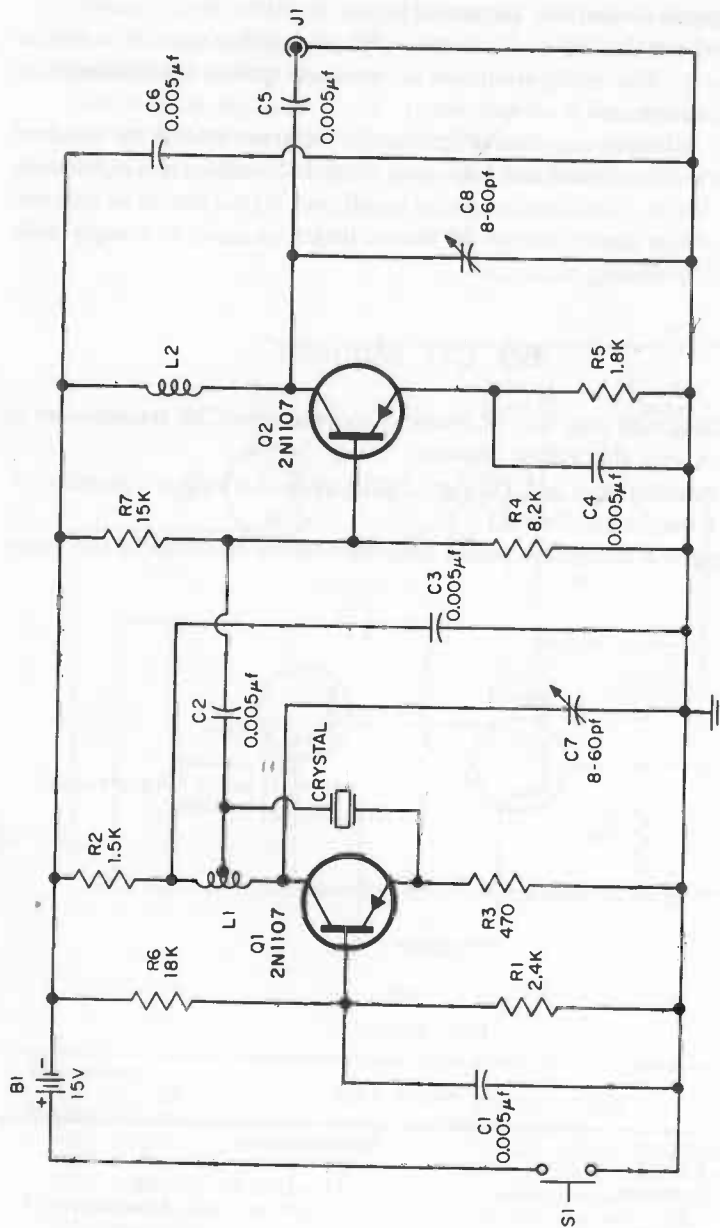 B1
+ -
15V
S1
C1
0.005µf
R6
18K
R1
2.4K
Q1
2N1107
R3
470
L1
R2
1.5K
CRYSTAL
C2
0.005µf
C7
8-60pf
C3
0.005µf
R7
15K
R4
8.2K
Q2
2N1107
C4
0.005µf
R5
1.8K
L2
C8
8-60pf
C6
0.005µf
C5
0.005µf
J1